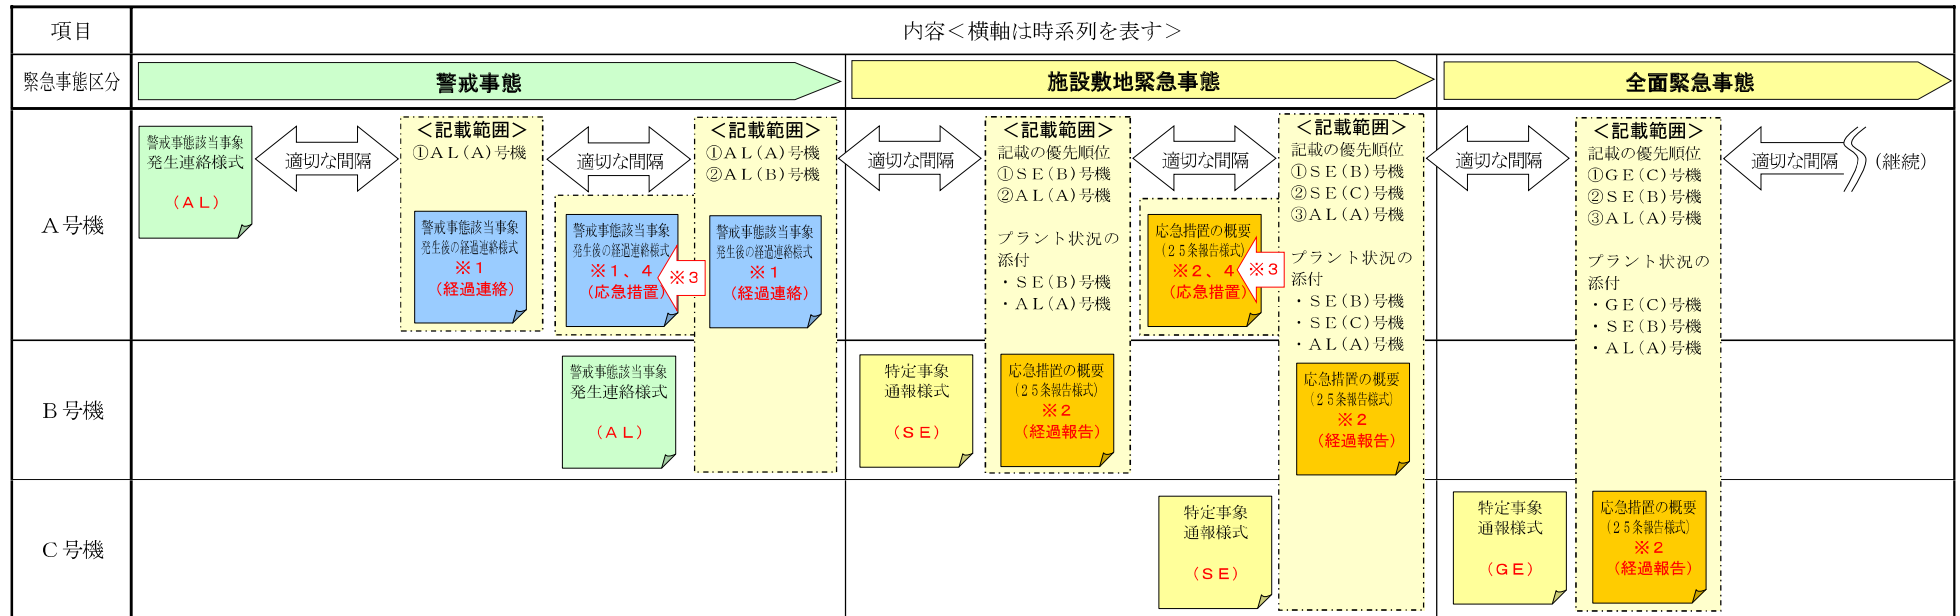 項目
内容＜横軸は時系列を表す＞
緊急事態区分
警戒事態
施設敷地緊急事態
全面緊急事態
Ａ号機
警戒事態該当事象
発生連絡様式
（ＡＬ）
適切な間隔
＜記載範囲＞
①ＡＬ(Ａ)号機
警戒事態該当事象
発生後の経過連絡様式
※１
（経過連絡）
適切な間隔
警戒事態該当事象
発生後の経過連絡様式
※１、４
（応急措置）
※３
＜記載範囲＞
①ＡＬ(Ａ)号機
②ＡＬ(Ｂ)号機
警戒事態該当事象
発生後の経過連絡様式
※１
（経過連絡）
適切な間隔
＜記載範囲＞
記載の優先順位
①ＳＥ(Ｂ)号機
②ＡＬ(Ａ)号機
プラント状況の
添付
・ＳＥ(Ｂ)号機
・ＡＬ(Ａ)号機
適切な間隔
応急措置の概要
(２５条報告様式)
※２、４
（応急措置）
※３
＜記載範囲＞
記載の優先順位
①ＳＥ(Ｂ)号機
②ＳＥ(Ｃ)号機
③ＡＬ(Ａ)号機
プラント状況の
添付
・ＳＥ(Ｂ)号機
・ＳＥ(Ｃ)号機
・ＡＬ(Ａ)号機
適切な間隔
＜記載範囲＞
記載の優先順位
①ＧＥ(Ｃ)号機
②ＳＥ(Ｂ)号機
③ＡＬ(Ａ)号機
プラント状況の
添付
・ＧＥ(Ｃ)号機
・ＳＥ(Ｂ)号機
・ＡＬ(Ａ)号機
適切な間隔
（継続）
Ｂ号機
警戒事態該当事象
発生連絡様式
（ＡＬ）
特定事象
通報様式
（ＳＥ）
応急措置の概要
(２５条報告様式)
※２
（経過報告）
応急措置の概要
(２５条報告様式)
※２
（経過報告）
Ｃ号機
特定事象
通報様式
（ＳＥ）
特定事象
通報様式
（ＧＥ）
応急措置の概要
(２５条報告様式)
※２
（経過報告）